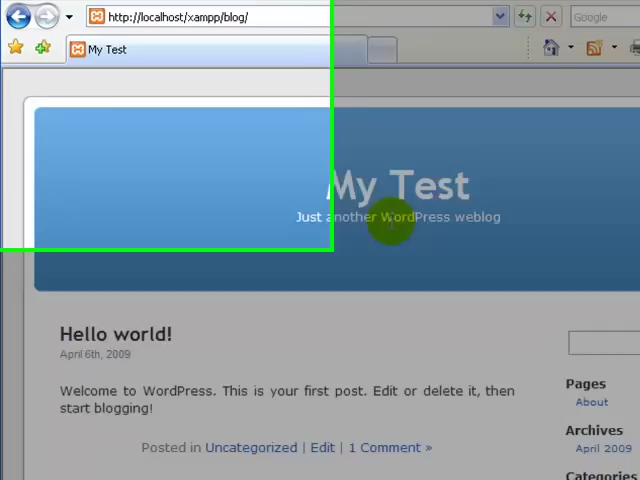 http://localhost/xampp/blog/
Google
My Test
My Test
Just another WordPress weblog
Hello world!
April 6th, 2009
Welcome to WordPress. This is your first post. Edit or delete it, then
start blogging!
Posted in Uncategorized | Edit | 1 Comment »
Pages
About
Archives
April 2009
Categories